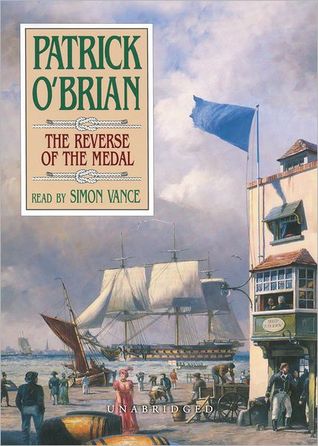 PATRICK
O'BRIAN
THE REVERSE
OF THE MEDAL
READ BY SIMON VANCE
UNABRIDGED